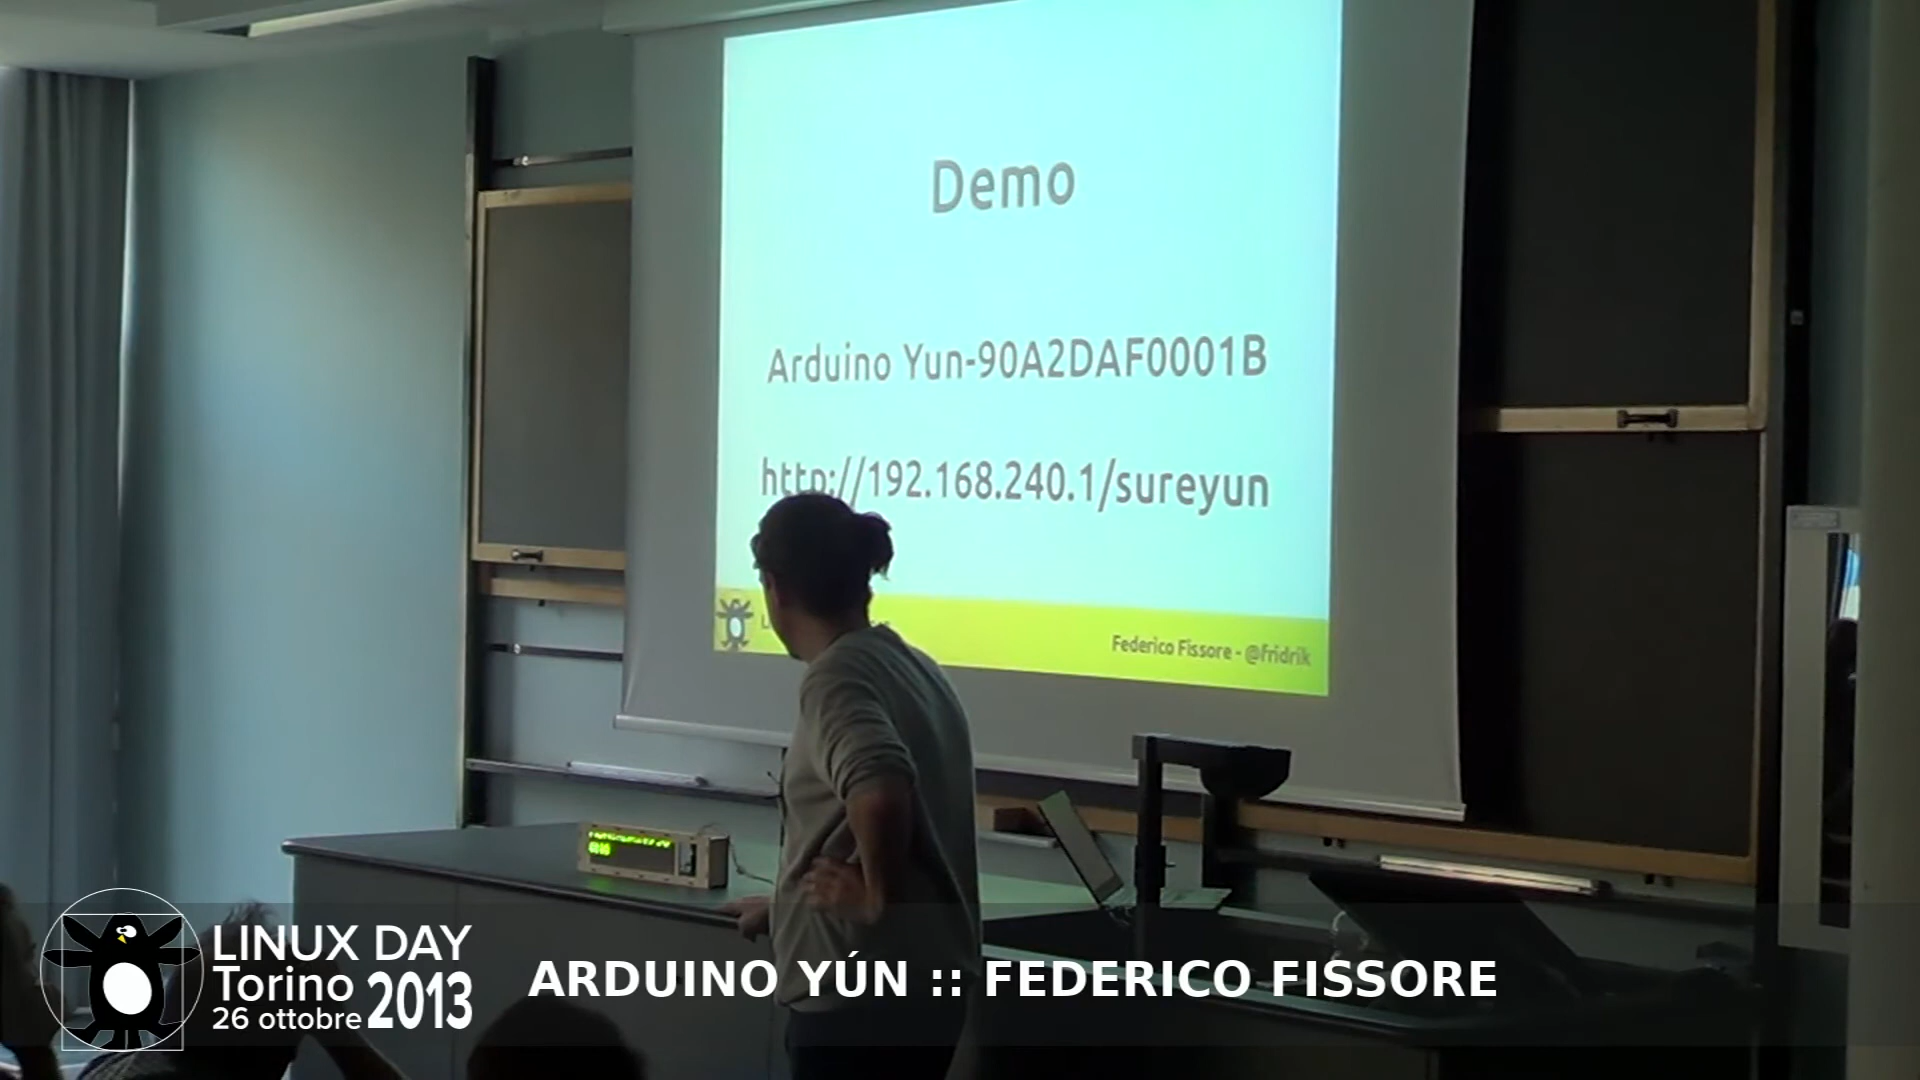 Demo
Arduino Yun-90A2DAF0001B
http://192.168.240.1/sureyun
Federico Fissore - @fridrik
LINUX DAY
Torino
26 ottobre 2013
ARDUINO YÚN :: FEDERICO FISSORE